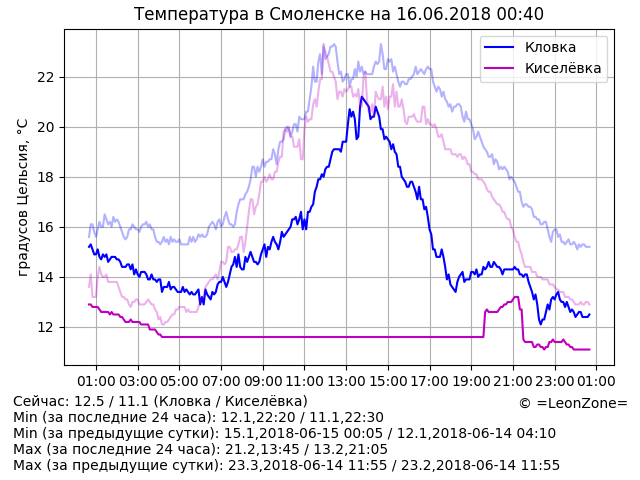 Температура в Смоленске на 16.06.2018 00:40
Кловка
Киселёвка
градусов Цельсия, °C
22
20
18
16
14
12
01:00 03:00 05:00 07:00 09:00 11:00 13:00 15:00 17:00 19:00 21:00 23:00 01:00
Сейчас: 12.5 / 11.1 (Кловка / Киселёвка)
© =LeonZone=
Min (за последние 24 часа): 12.1,22:20 / 11.1,22:30
Min (за предыдущие сутки): 15.1,2018-06-15 00:05 / 12.1,2018-06-14 04:10
Max (за последние 24 часа): 21.2,13:45 / 13.2,21:05
Max (за предыдущие сутки): 23.3,2018-06-14 11:55 / 23.2,2018-06-14 11:55